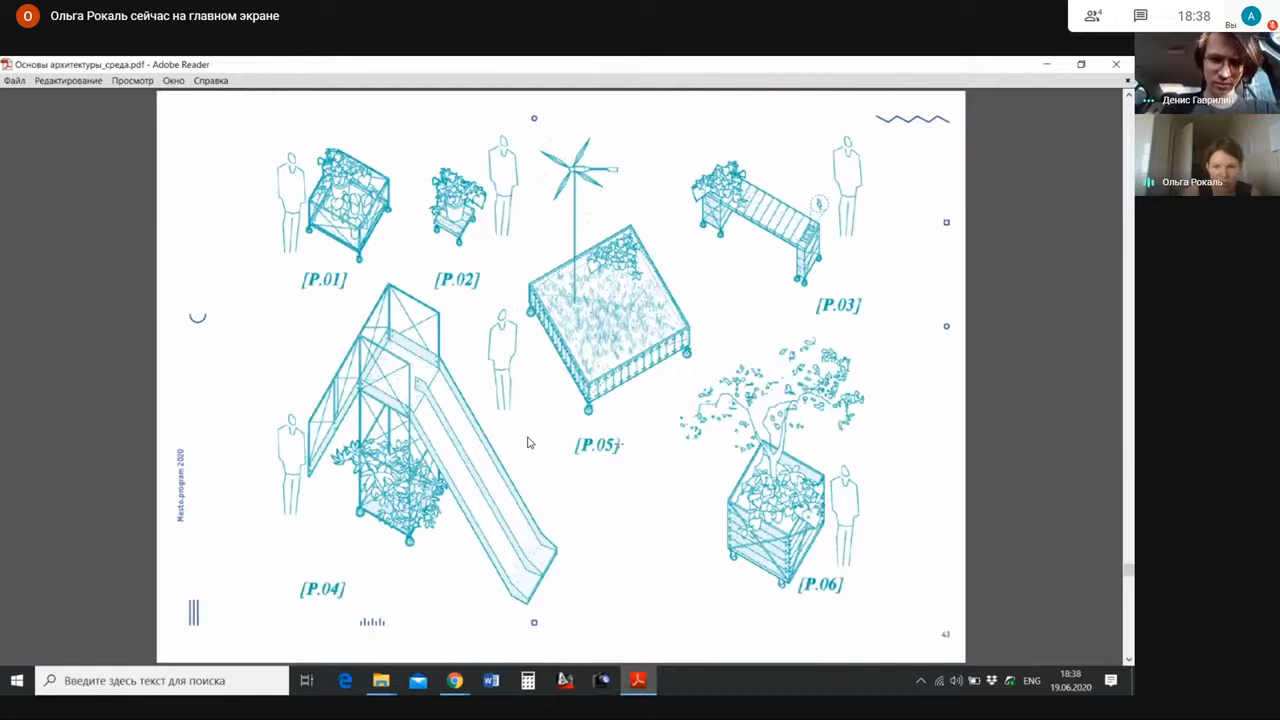 О
Ольга Рокаль сейчас на главном экране
4
18:38
Вы
А
Основы архитектуры_среда.pdf - Adobe Reader
Файл Редактирование Просмотр Окно Справка
Денис Гаврилин
Ольга Рокаль
[P.01]
[P.02]
[P.03]
[P.05]
[P.04]
[P.06]
Mesto.program 2020
43
Введите здесь текст для поиска
ENG
18:38
19.06.2020